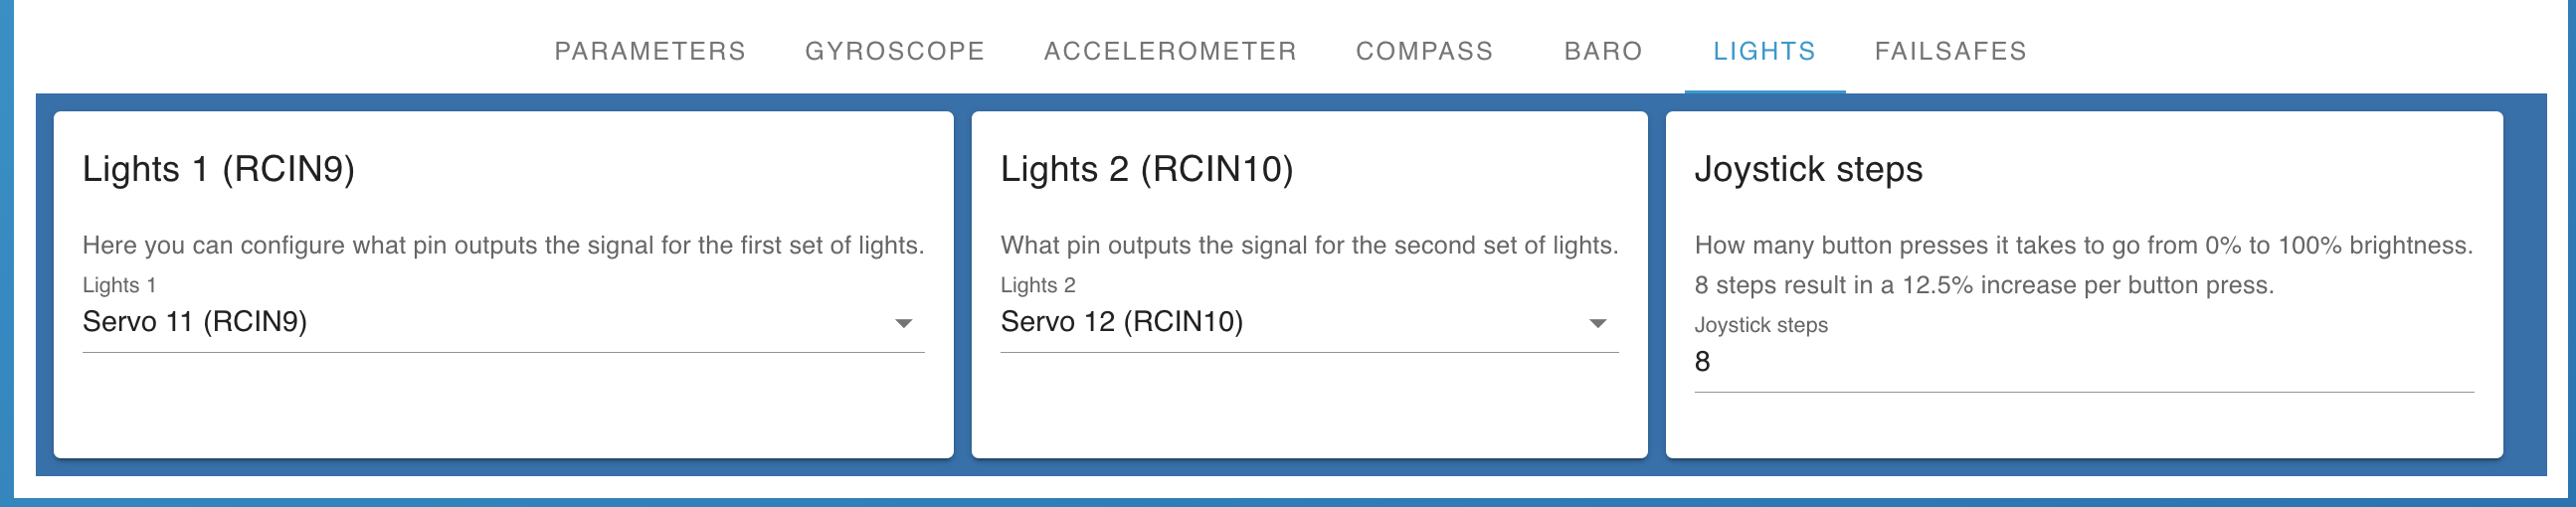 PARAMETERS GYROSCOPE ACCELEROMETER COMPASS BARO LIGHTS FAILSAFES
Lights 1 (RCIN9)
Here you can configure what pin outputs the signal for the first set of lights.
Lights 1
Servo 11 (RCIN9)
Lights 2 (RCIN10)
What pin outputs the signal for the second set of lights.
Lights 2
Servo 12 (RCIN10)
Joystick steps
How many button presses it takes to go from 0% to 100% brightness.
8 steps result in a 12.5% increase per button press.
Joystick steps
8